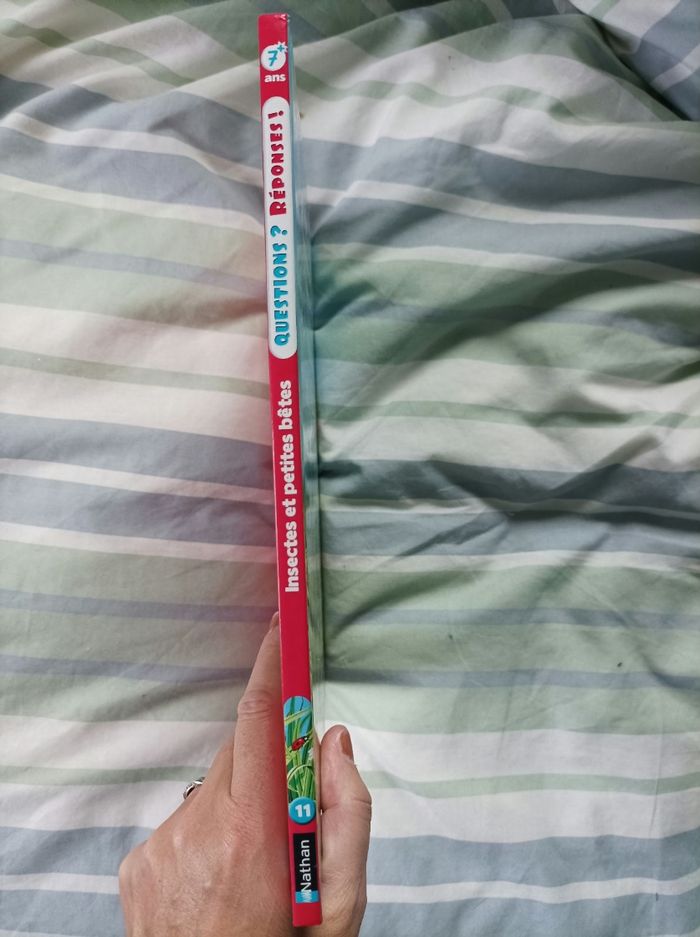 7+
ans
QUESTIONS ? RÉPONSES !
Insectes et petites bêtes
11
Nathan